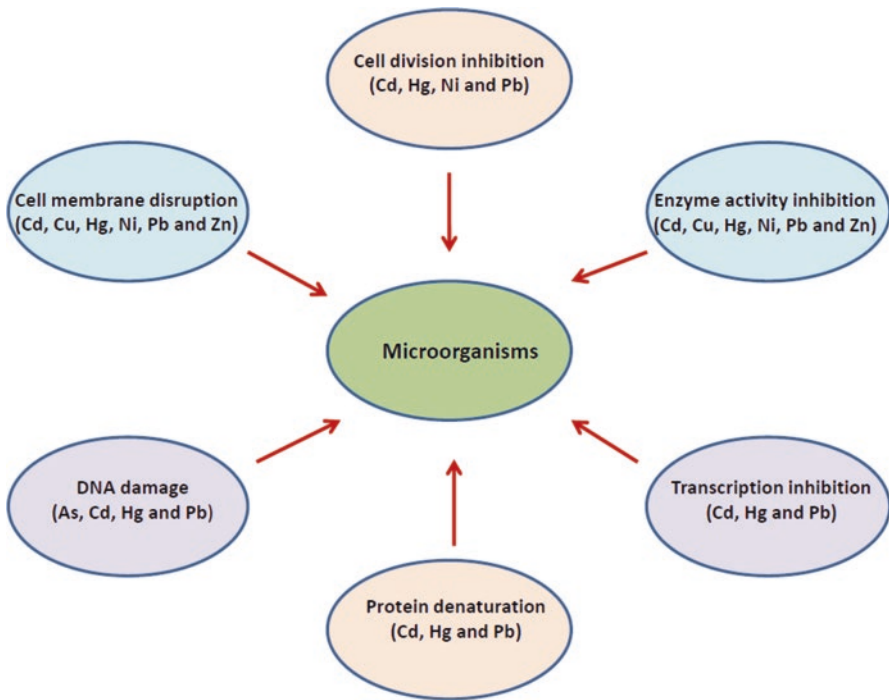 Cell division inhibition
(Cd, Hg, Ni and Pb)
Cell membrane disruption
(Cd, Cu, Hg, Ni, Pb and Zn)
Enzyme activity inhibition
(Cd, Cu, Hg, Ni, Pb and Zn)
Microorganisms
DNA damage
(As, Cd, Hg and Pb)
Transcription inhibition
(Cd, Hg and Pb)
Protein denaturation
(Cd, Hg and Pb)